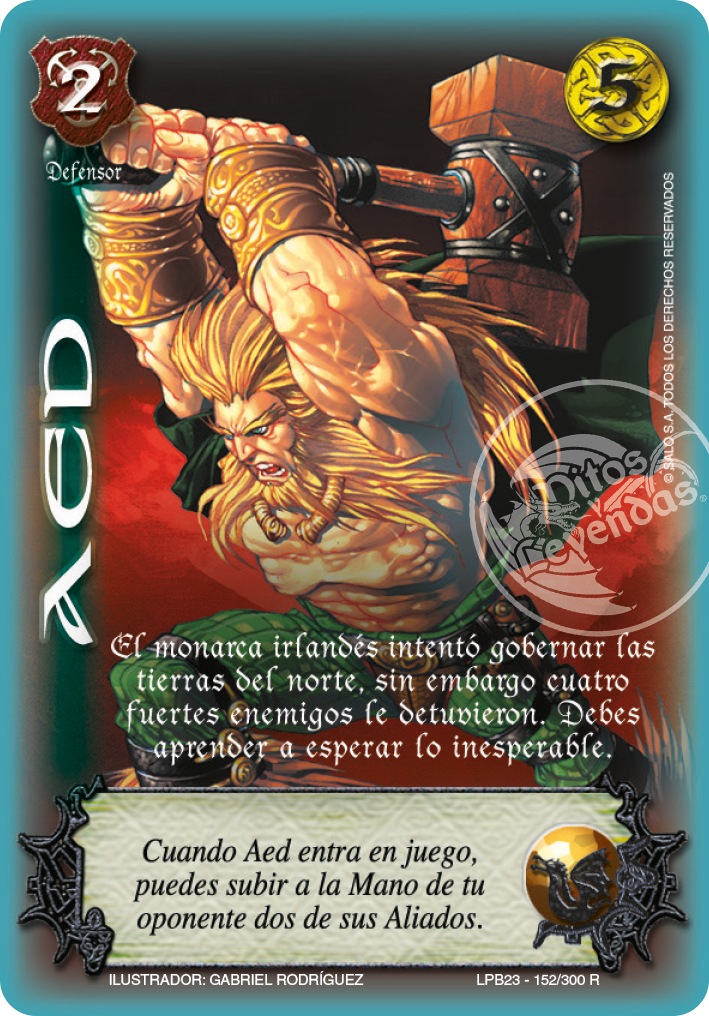 2
5
Defensor
AED
© SALO S.A. TODOS LOS DERECHOS RESERVADOS
Mitos
Leyendas®
El monarca irlandés intentó gobernar las
tierras del norte, sin embargo cuatro
fuertes enemigos le detuvieron. Debes
aprender a esperar lo inesperable.
Cuando Aed entra en juego,
puedes subir a la Mano de tu
oponente dos de sus Aliados.
ILUSTRADOR: GABRIEL RODRÍGUEZ
LPB23 - 152/300 R